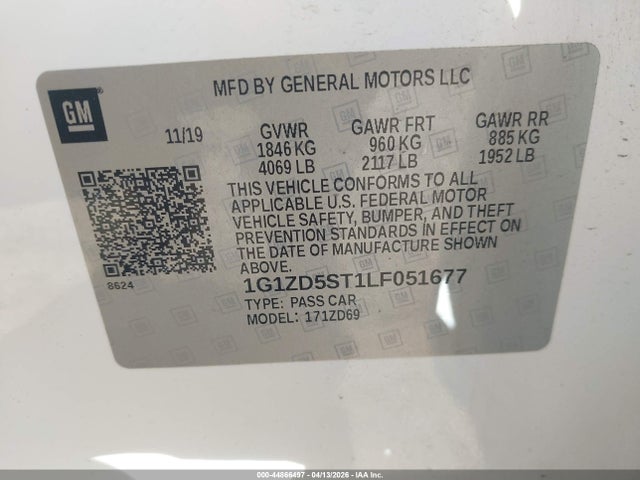 GM
MFD BY GENERAL MOTORS LLC
11/19 GVWR GAWR FRT GAWR RR
1846 KG 960 KG 885 KG
4069 LB 2117 LB 1952 LB
THIS VEHICLE CONFORMS TO ALL
APPLICABLE U.S. FEDERAL MOTOR
VEHICLE SAFETY, BUMPER, AND THEFT
PREVENTION STANDARDS IN EFFECT ON
THE DATE OF MANUFACTURE SHOWN
ABOVE.
8624
1G1ZD5ST1LF051677
TYPE: PASS CAR
MODEL: 171ZD69
000-44866497 - 04/13/2026 - IAA Inc.